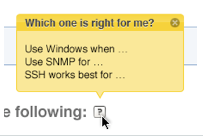 Which one is right for me?
Use Windows when ...
Use SNMP for ...
SSH works best for ...
e following: ?